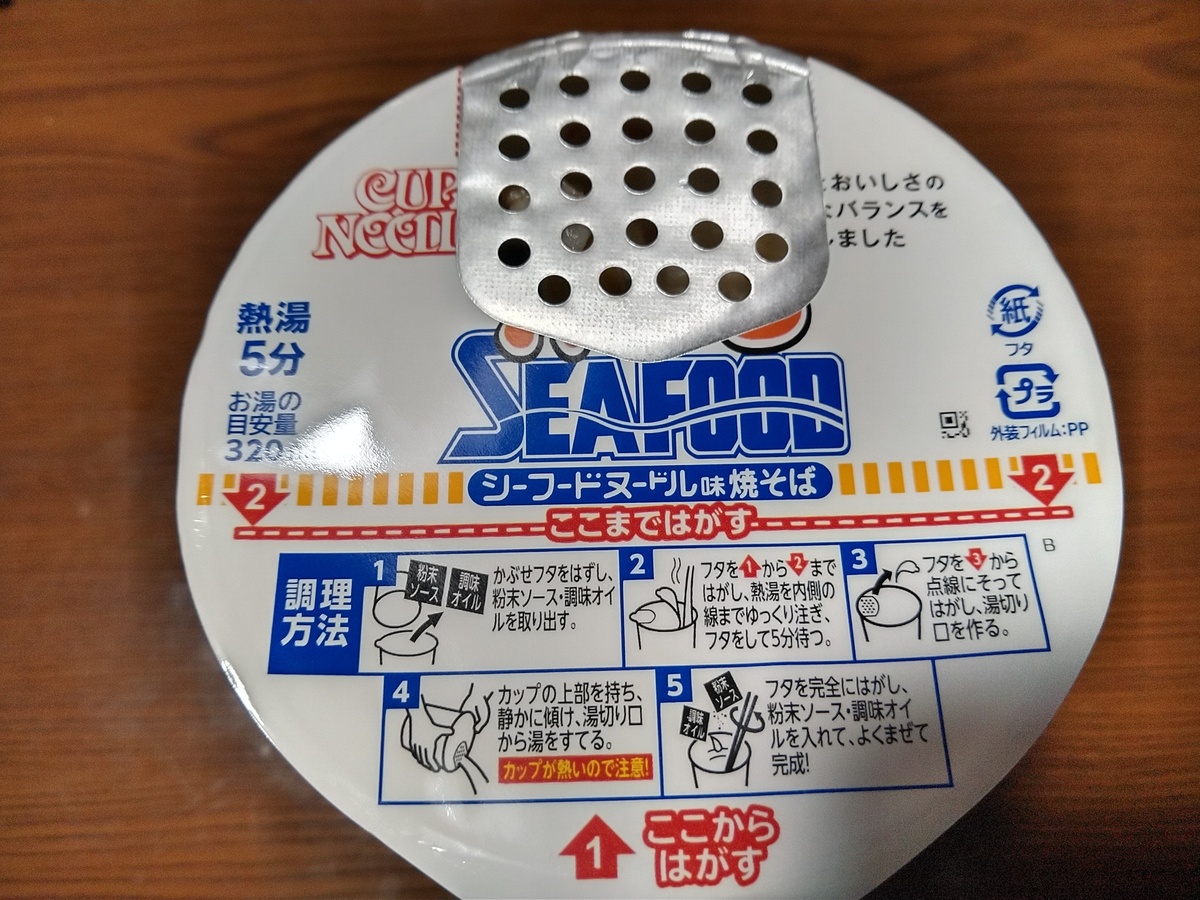 CUP
NOODL
おいしさの
バランスを
しました
熱湯
5分
お湯の
目安量
320
紙
フタ
プラ
外装フィルム:PP
SEAFOOD
シーフードヌードル味焼そば
2
2
ここまではがす
B
調理
方法
1
粉末
ソース
調味
オイル
かぶせフタをはずし、
粉末ソース・調味オイ
ルを取り出す。
2
フタを1から2まで
はがし、熱湯を内側の
線までゆっくり注ぎ、
フタをして5分待つ。
3
フタを3から
点線にそって
はがし、湯切り
口を作る。
4
カップの上部を持ち、
静かに傾け、湯切り口
から湯をすてる。
カップが熱いので注意!
5
粉末
ソース
調味
オイル
フタを完全にはがし、
粉末ソース・調味オイ
ルを入れて、よくまぜて
完成!
1
ここから
はがす